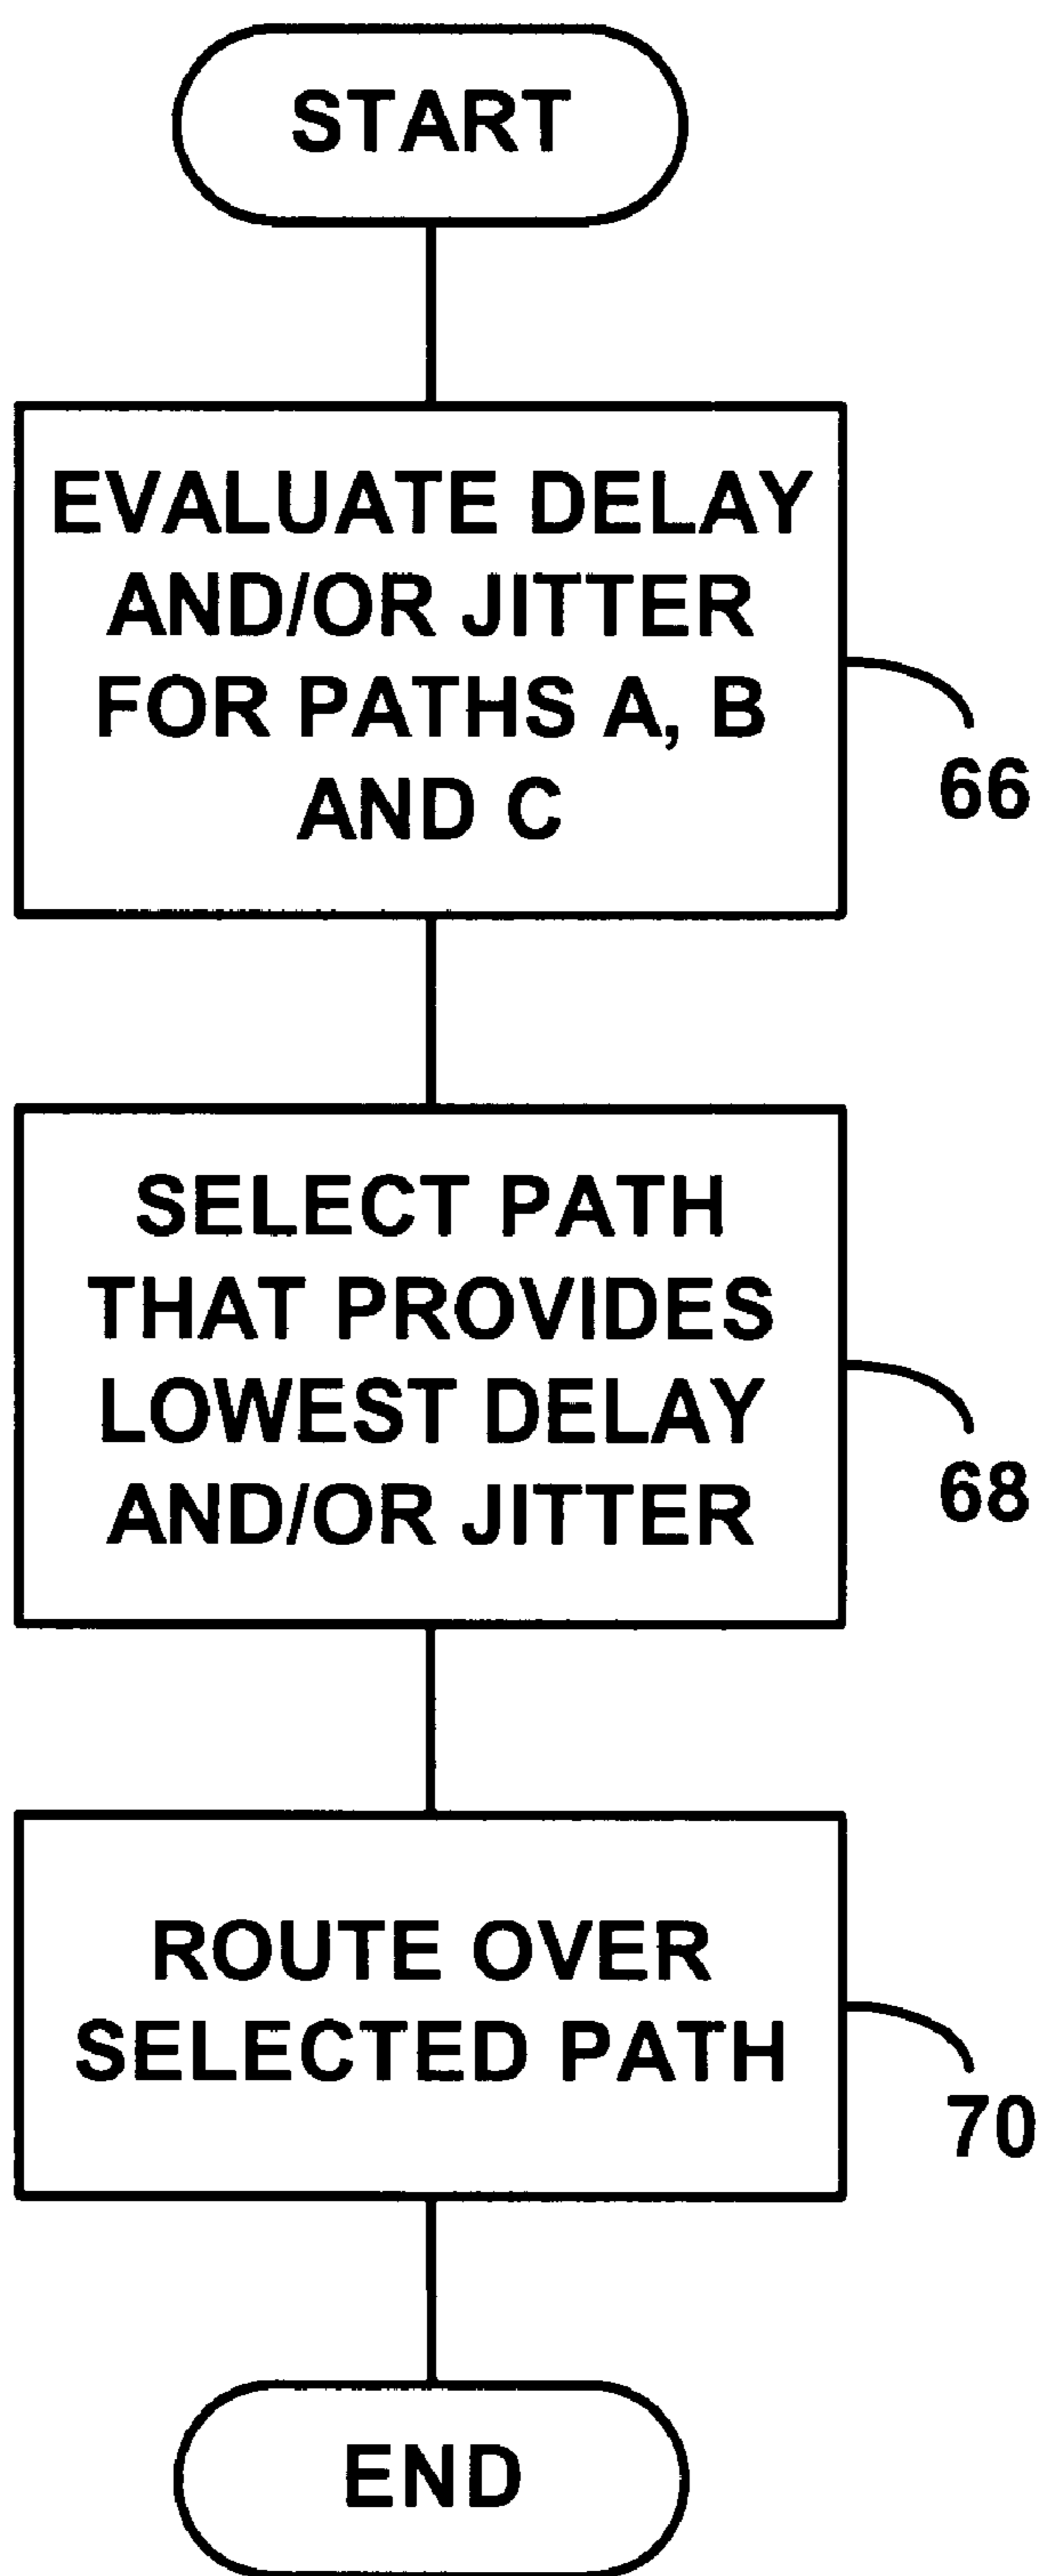 START
EVALUATE DELAY
AND/OR JITTER
FOR PATHS A, B
AND C
66
SELECT PATH
THAT PROVIDES
LOWEST DELAY
AND/OR JITTER
68
ROUTE OVER
SELECTED PATH
70
END